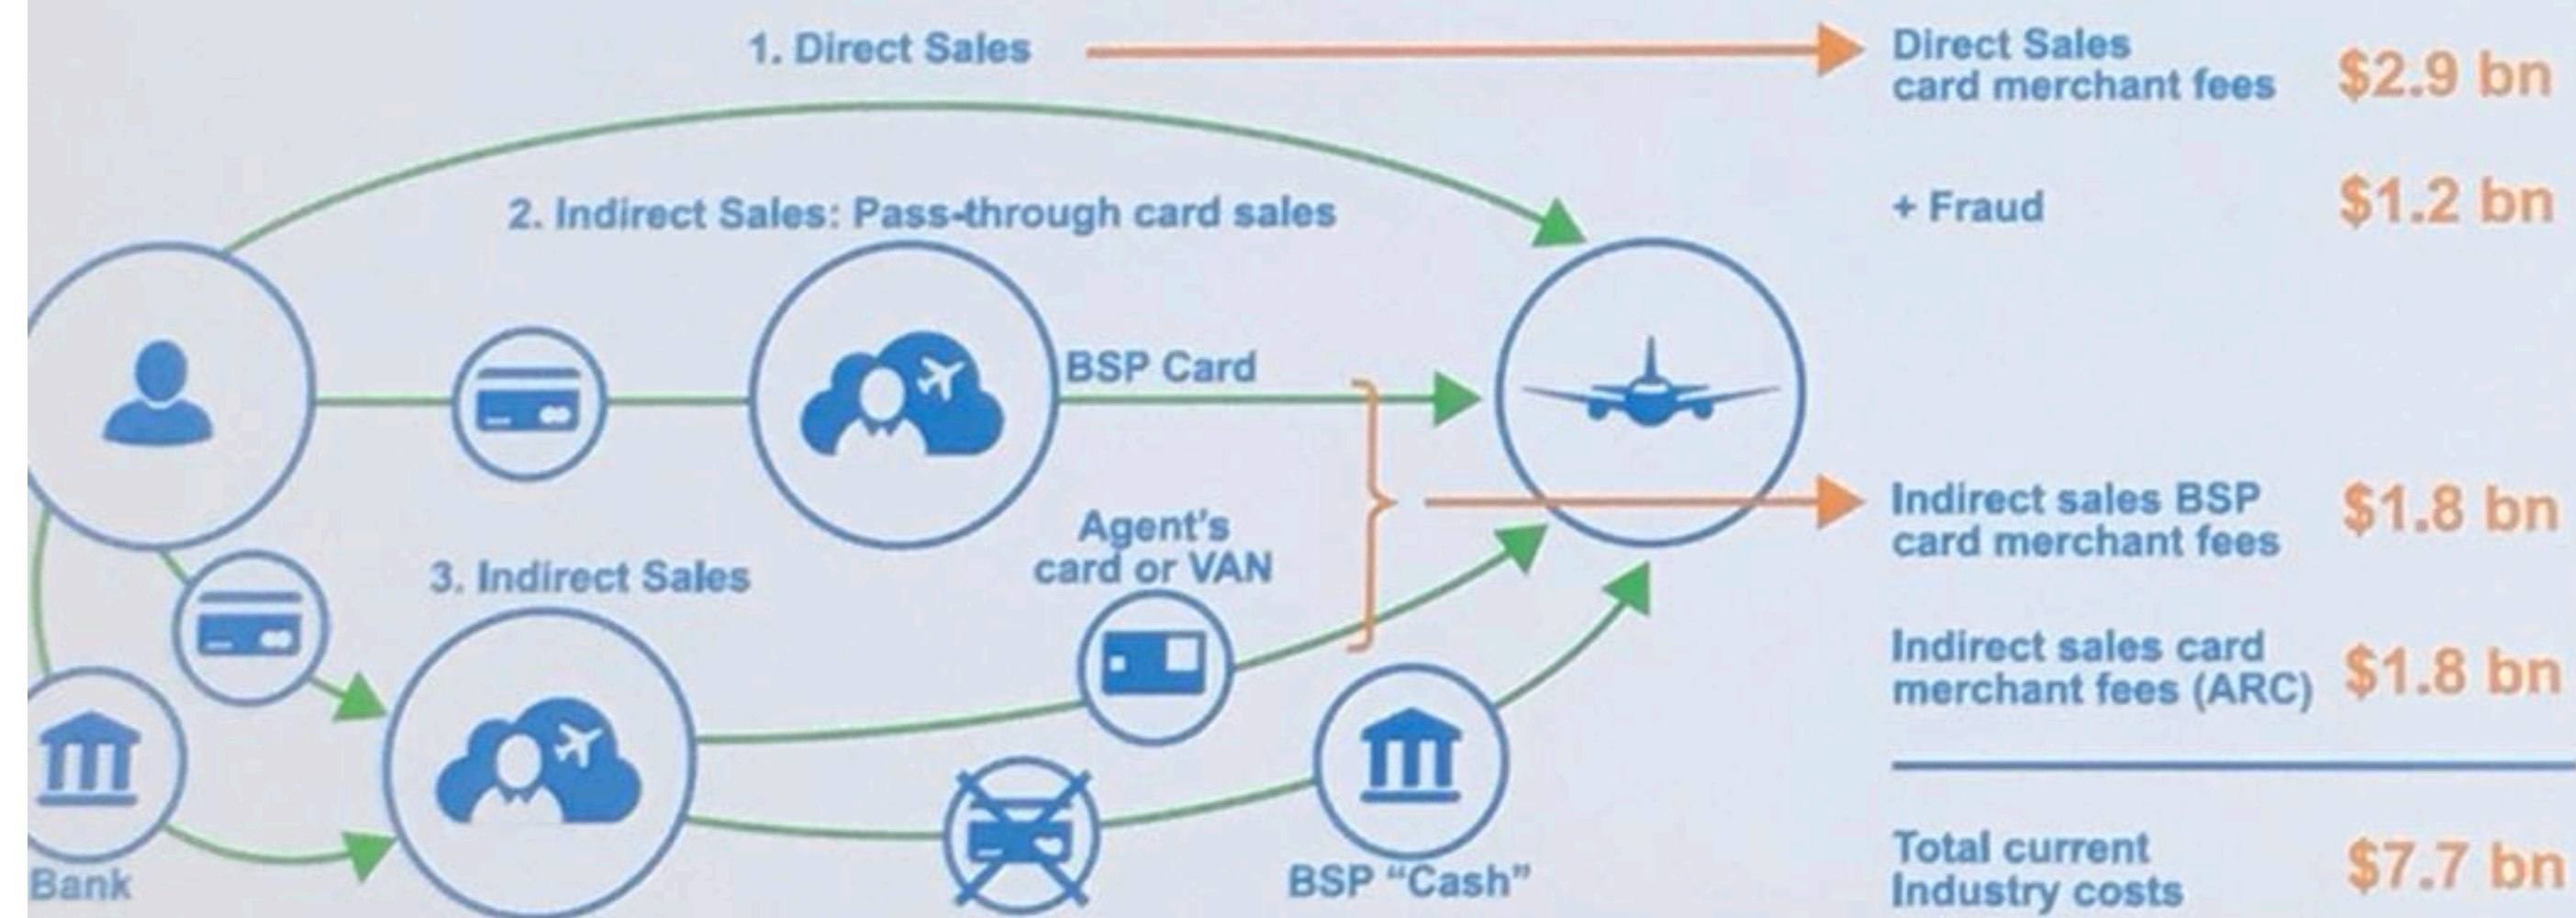 1. Direct Sales
Direct Sales
card merchant fees
$2.9 bn
2. Indirect Sales: Pass-through card sales
+ Fraud
$1.2 bn
BSP Card
Indirect sales BSP
card merchant fees
$1.8 bn
Agent's
card or VAN
3. Indirect Sales
Indirect sales card
merchant fees (ARC)
$1.8 bn
Total current
Industry costs
$7.7 bn
Bank
BSP “Cash”